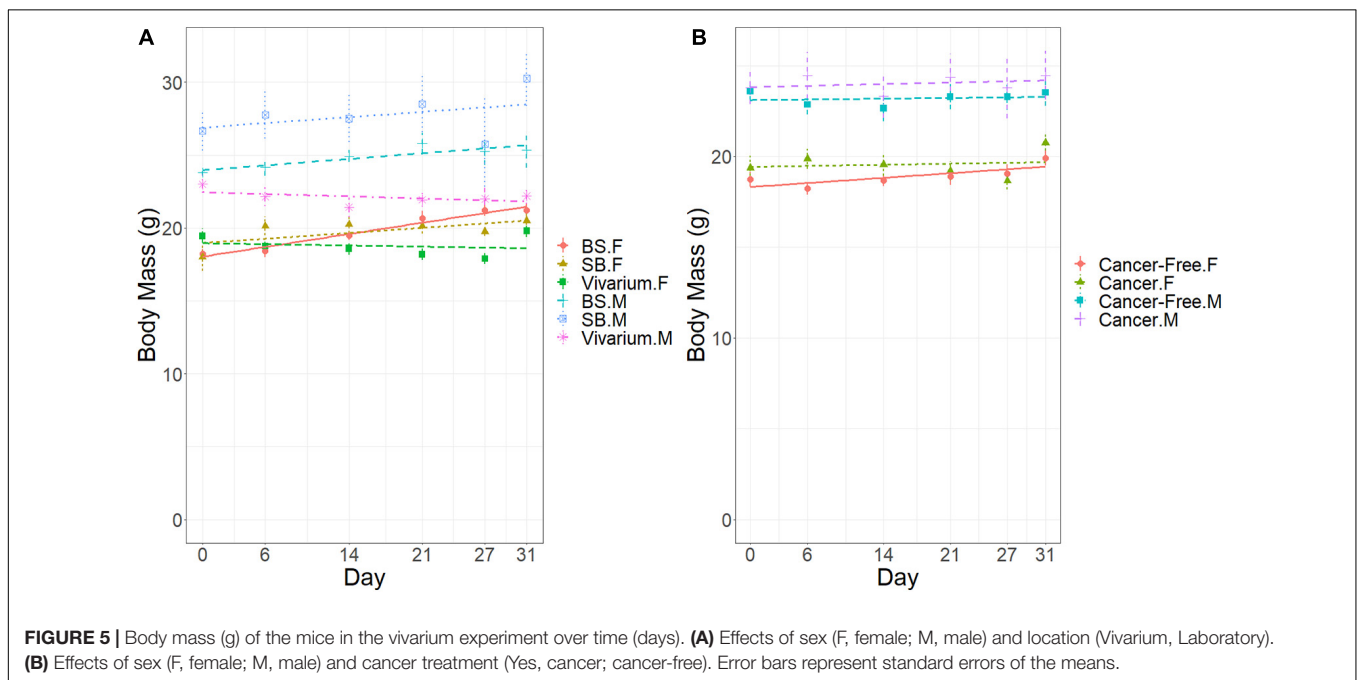 A
Body Mass (g)
30
20
10
0
0 6 14 21 27 31
Day
BS.F
SB.F
Vivarium.F
BS.M
SB.M
Vivarium.M
B
Body Mass (g)
20
10
0
0 6 14 21 27 31
Day
Cancer-Free.F
Cancer.F
Cancer-Free.M
Cancer.M
FIGURE 5 | Body mass (g) of the mice in the vivarium experiment over time (days). (A) Effects of sex (F, female; M, male) and location (Vivarium, Laboratory).
(B) Effects of sex (F, female; M, male) and cancer treatment (Yes, cancer; cancer-free). Error bars represent standard errors of the means.